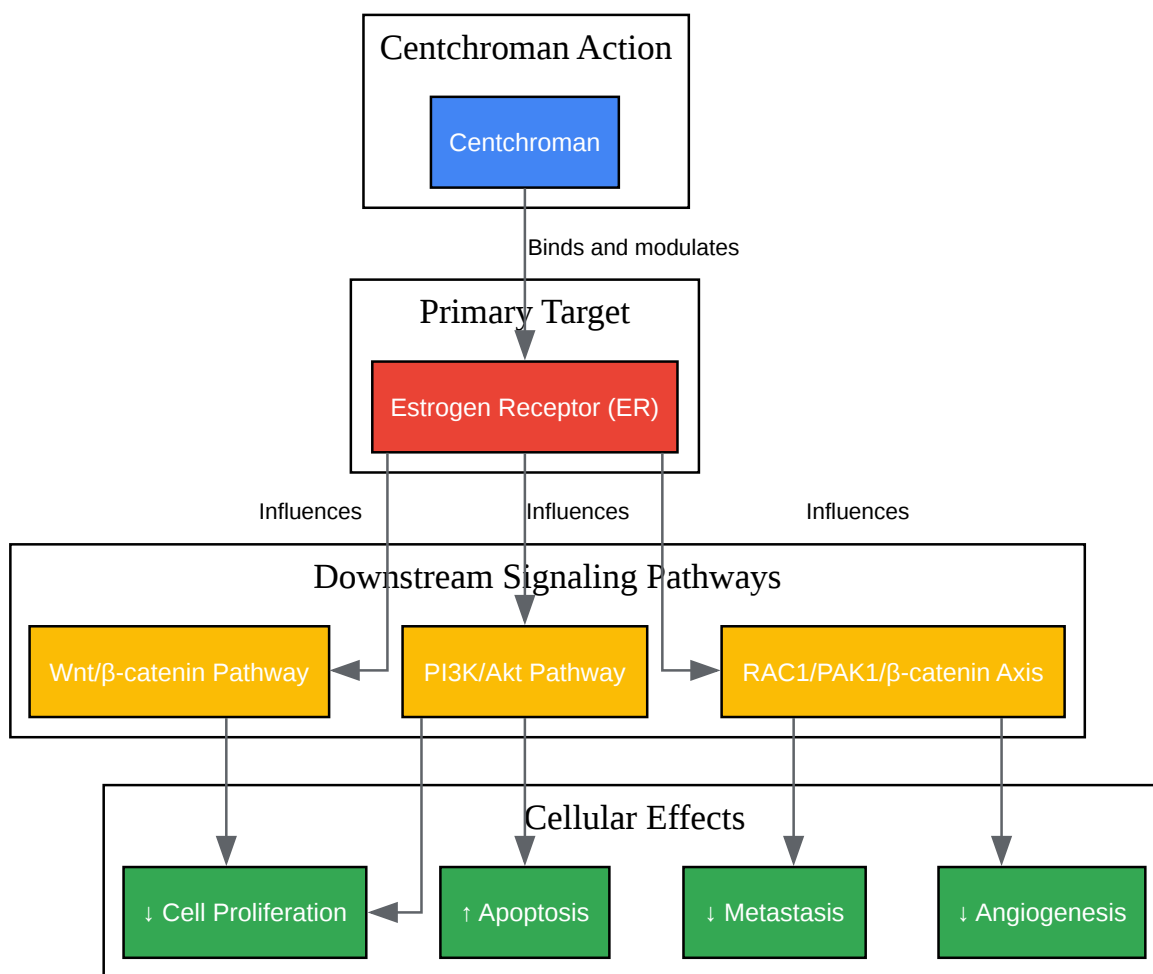 Centchroman Action
Centchroman
Binds and modulates
Primary Target
Estrogen Receptor (ER)
Influences
Influences
Influences
Downstream Signaling Pathways
Wnt/β-catenin Pathway
PI3K/Akt Pathway
RAC1/PAK1/β-catenin Axis
Cellular Effects
↓ Cell Proliferation
↑ Apoptosis
↓ Metastasis
↓ Angiogenesis